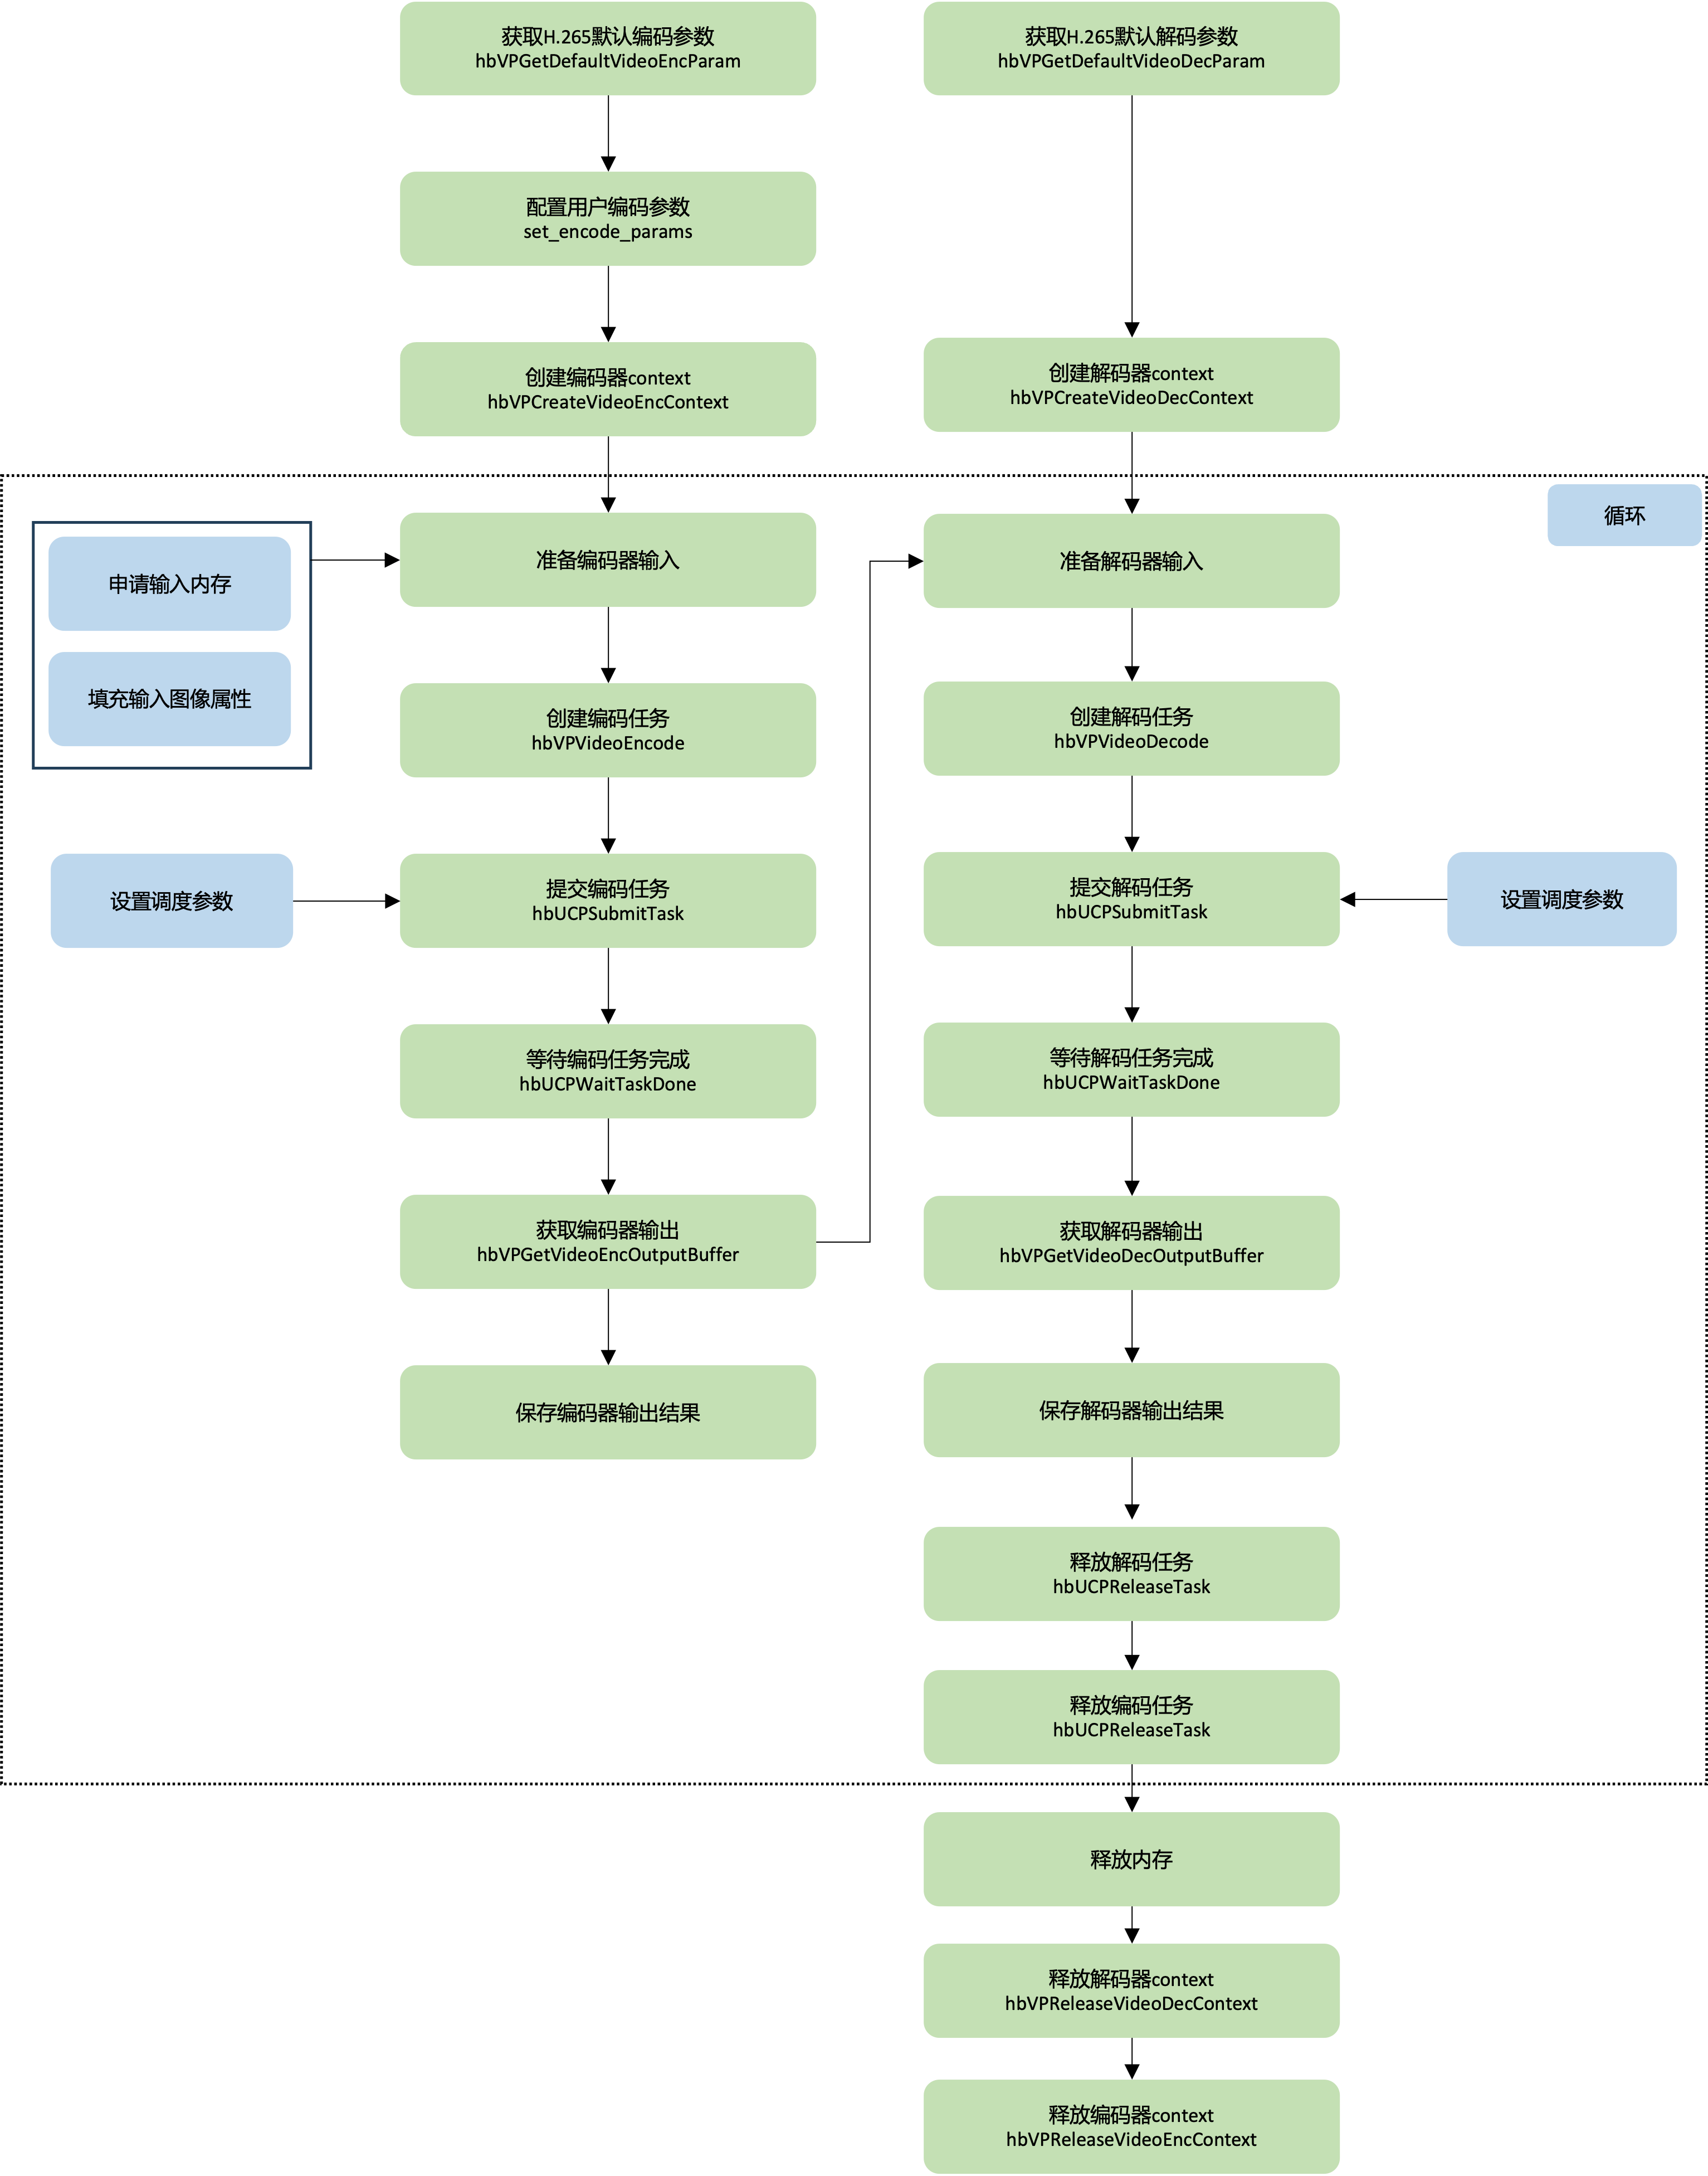 获取H.265默认编码参数
hbVPGetDefaultVideoEncParam
获取H.265默认解码参数
hbVPGetDefaultVideoDecParam
配置用户编码参数
set_encode_params
创建编码器context
hbVPCreateVideoEncContext
创建解码器context
hbVPCreateVideoDecContext
循环
申请输入内存
填充输入图像属性
准备编码器输入
准备解码器输入
创建编码任务
hbVPVideoEncode
创建解码任务
hbVPVideoDecode
设置调度参数
提交编码任务
hbUCPSubmitTask
提交解码任务
hbUCPSubmitTask
设置调度参数
等待编码任务完成
hbUCPWaitTaskDone
等待解码任务完成
hbUCPWaitTaskDone
获取编码器输出
hbVPGetVideoEncOutputBuffer
获取解码器输出
hbVPGetVideoDecOutputBuffer
保存编码器输出结果
保存解码器输出结果
释放解码任务
hbUCPReleaseTask
释放编码任务
hbUCPReleaseTask
释放内存
释放解码器context
hbVPReleaseVideoDecContext
释放编码器context
hbVPReleaseVideoEncContext